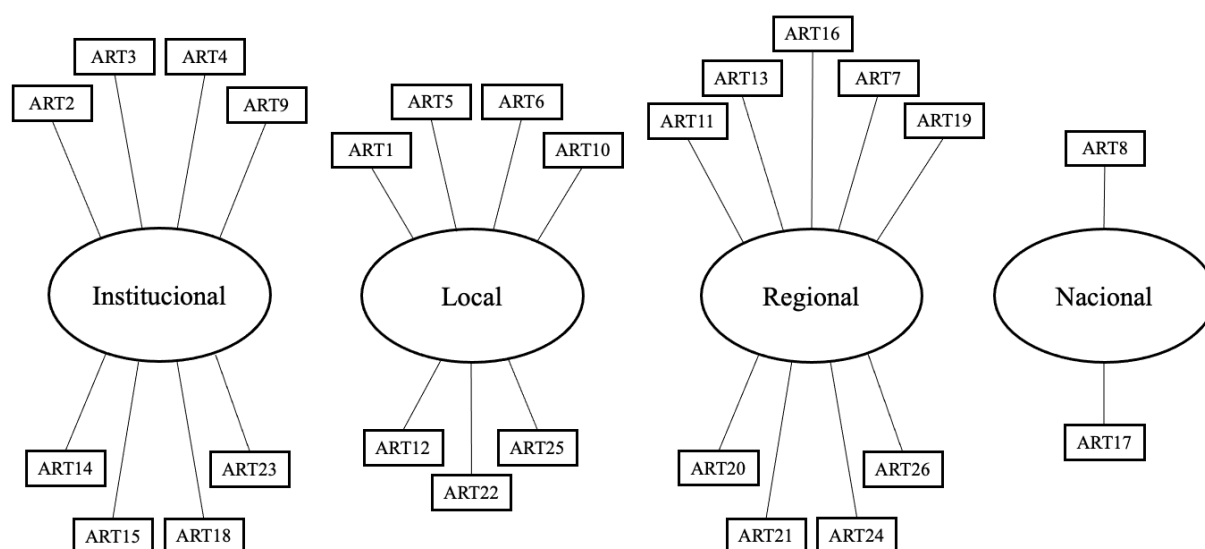 ART2
ART3
ART4
ART9
Institucional
ART14
ART15
ART18
ART23
ART1
ART5
ART6
ART10
Local
ART12
ART22
ART25
ART11
ART13
ART16
ART7
ART19
Regional
ART20
ART21
ART24
ART26
ART8
Nacional
ART17